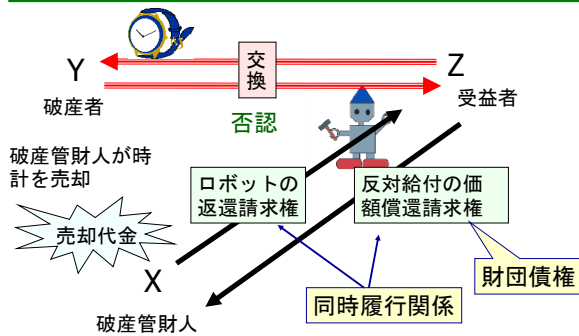 Y
破産者
交
換
Z
受益者
否認
破産管財人が時
計を売却
ロボットの
返還請求権
反対給付の価
額償還請求権
売却代金
X
破産管財人
同時履行関係
財団債権